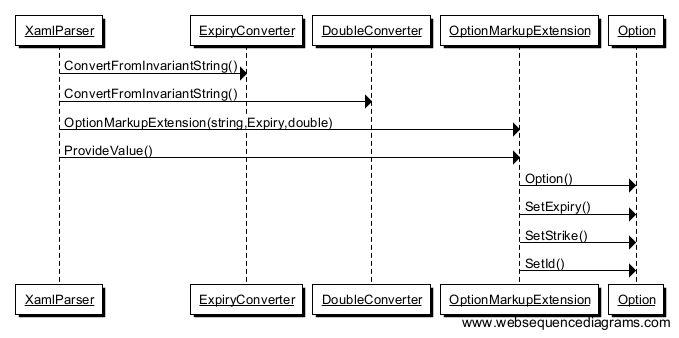 XamlParser ExpiryConverter DoubleConverter OptionMarkupExtension Option
ConvertFromInvariantString()
ConvertFromInvariantString()
OptionMarkupExtension(string,Expiry,double)
ProvideValue()
Option()
SetExpiry()
SetStrike()
SetId()
XamlParser ExpiryConverter DoubleConverter OptionMarkupExtension Option
www.websequencediagrams.com